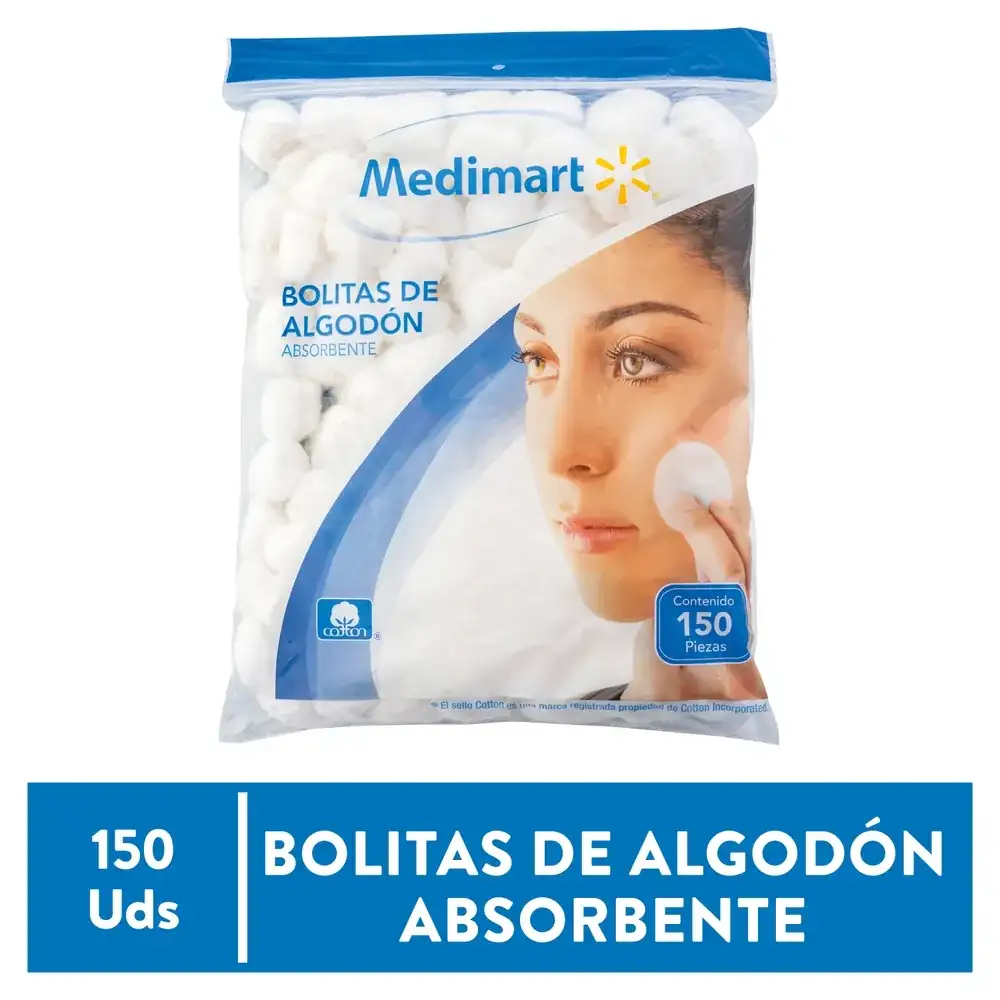 Medimart
BOLITAS DE
ALGODÓN
ABSORBENTE
cotton
®
Contenido
150
Piezas
® El sello Cotton es una marca registrada propiedad de Cotton Incorporated
150
Uds
BOLITAS DE ALGODÓN
ABSORBENTE